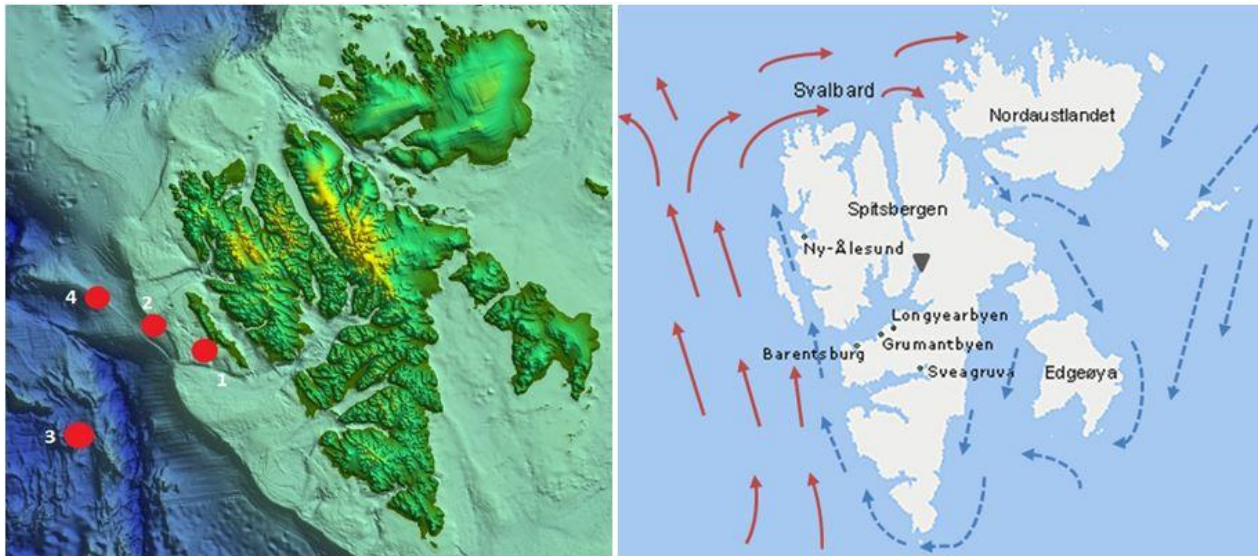 4
2
1
3
Svalbard
Nordaustlandet
Spitsbergen
Ny-Ålesund
Longyearbyen
Grumantbyen
Barentsburg
Sveagruva
Edgeøya